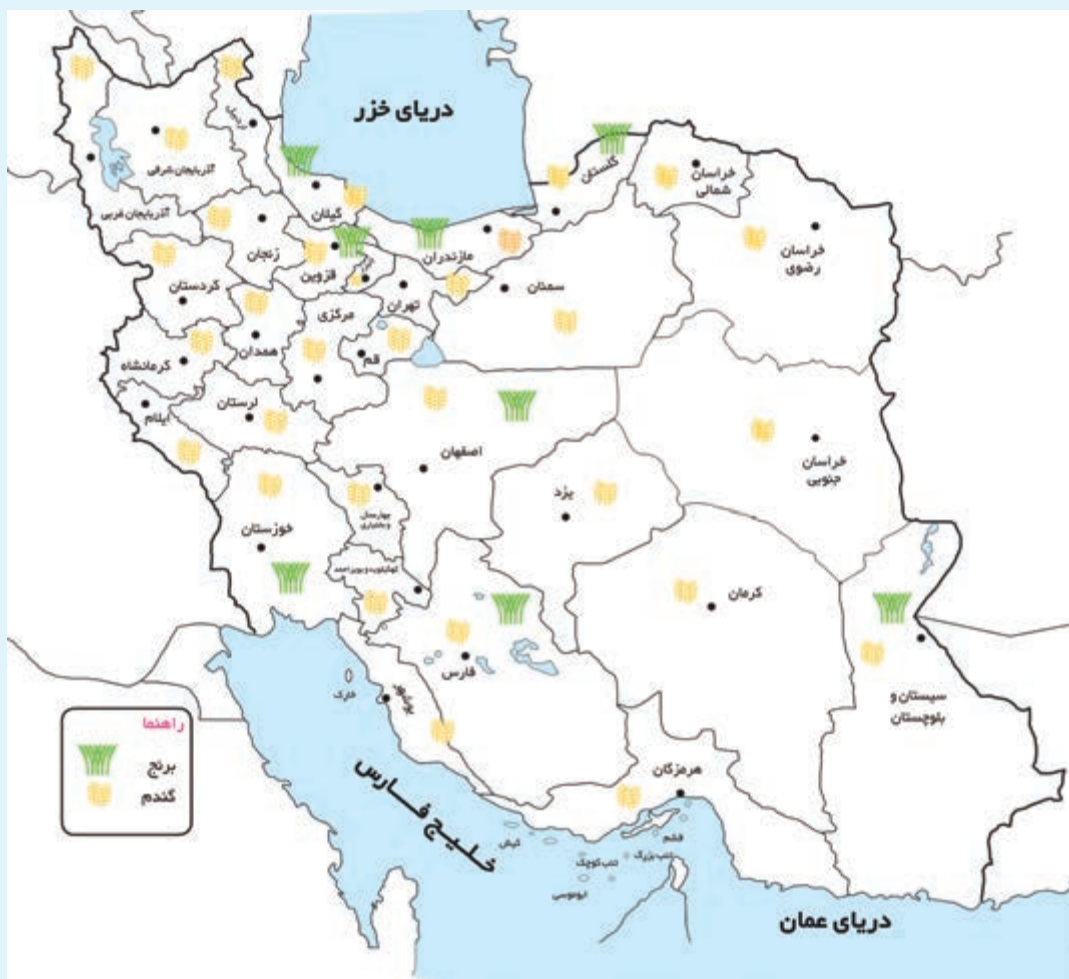 دریای خزر
اردبیل
آذربایجان شرقی
آذربایجان غربی
گیلان
گلستان
خراسان
شمالی
خراسان
رضوی
مازندران
زنجان
قزوین
البرز
تهران
سمنان
کردستان
مرکزی
همدان
قم
کرمانشاه
ایلام
لرستان
اصفهان
خراسان
جنوبی
یزد
خوزستان
چهارمحال
و بختیاری
کهگیلویه و بویراحمد
کرمان
فارس
بوشهر
خارک
سیستان و
بلوچستان
هرمزگان
خلیج فارس
کیش
قشم
تنب بزرگ
تنب کوچک
ابوموسی
دریای عمان
راهنما
برنج
گندم